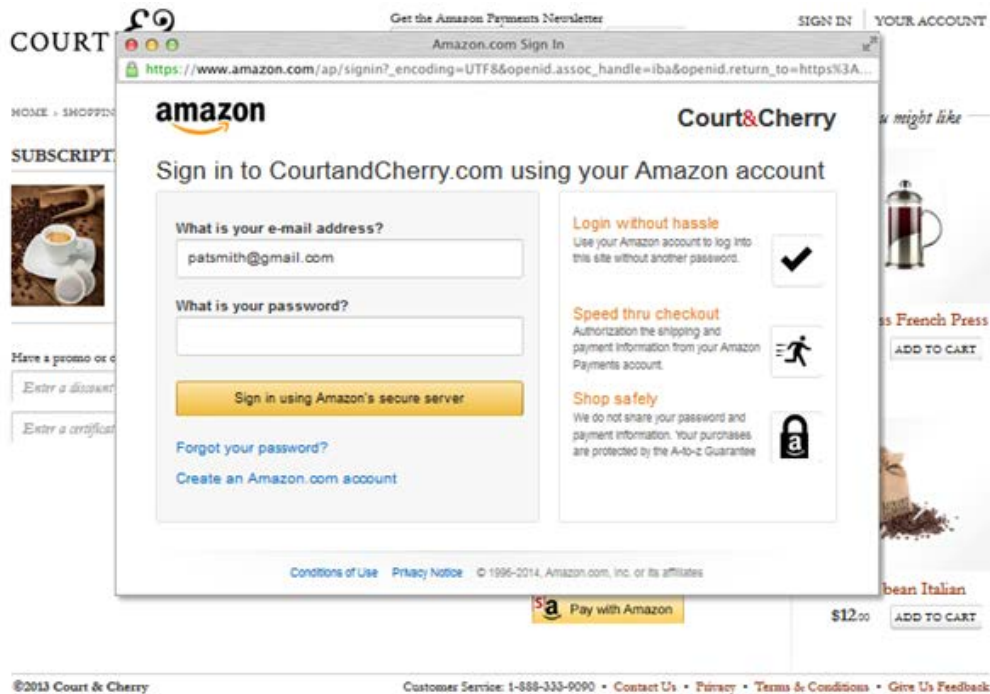 Get the Amazon Payments Newsletter
SIGN IN
YOUR ACCOUNT
COURT
Amazon.com Sign In
https://www.amazon.com/ap/signin?_encoding=UTF8&openid.assoc_handle=iba&openid.return_to=https%3A...
HOME › SHOPPIN
u might like
amazon
Court&Cherry
SUBSCRIPT
Sign in to CourtandCherry.com using your Amazon account
What is your e-mail address?
patsmith@gmail.com
What is your password?
Sign in using Amazon's secure server
Forgot your password?
Create an Amazon.com account
Login without hassle
Use your Amazon account to log into
this site without another password.
Speed thru checkout
Authorization the shipping and
payment information from your Amazon
Payments account.
Shop safely
We do not share your password and
payment information. Your purchases
are protected by the A-to-z Guarantee
a
Have a promo or c
Enter a discount
Enter a certificat
ss French Press
ADD TO CART
Conditions of Use Privacy Notice © 1996-2014, Amazon.com, Inc. or its affiliates
a Pay with Amazon
bean Italian
$12.00
ADD TO CART
©2013 Court & Cherry
Customer Service: 1-888-333-9090 • Contact Us • Privacy • Terms & Conditions • Give Us Feedback